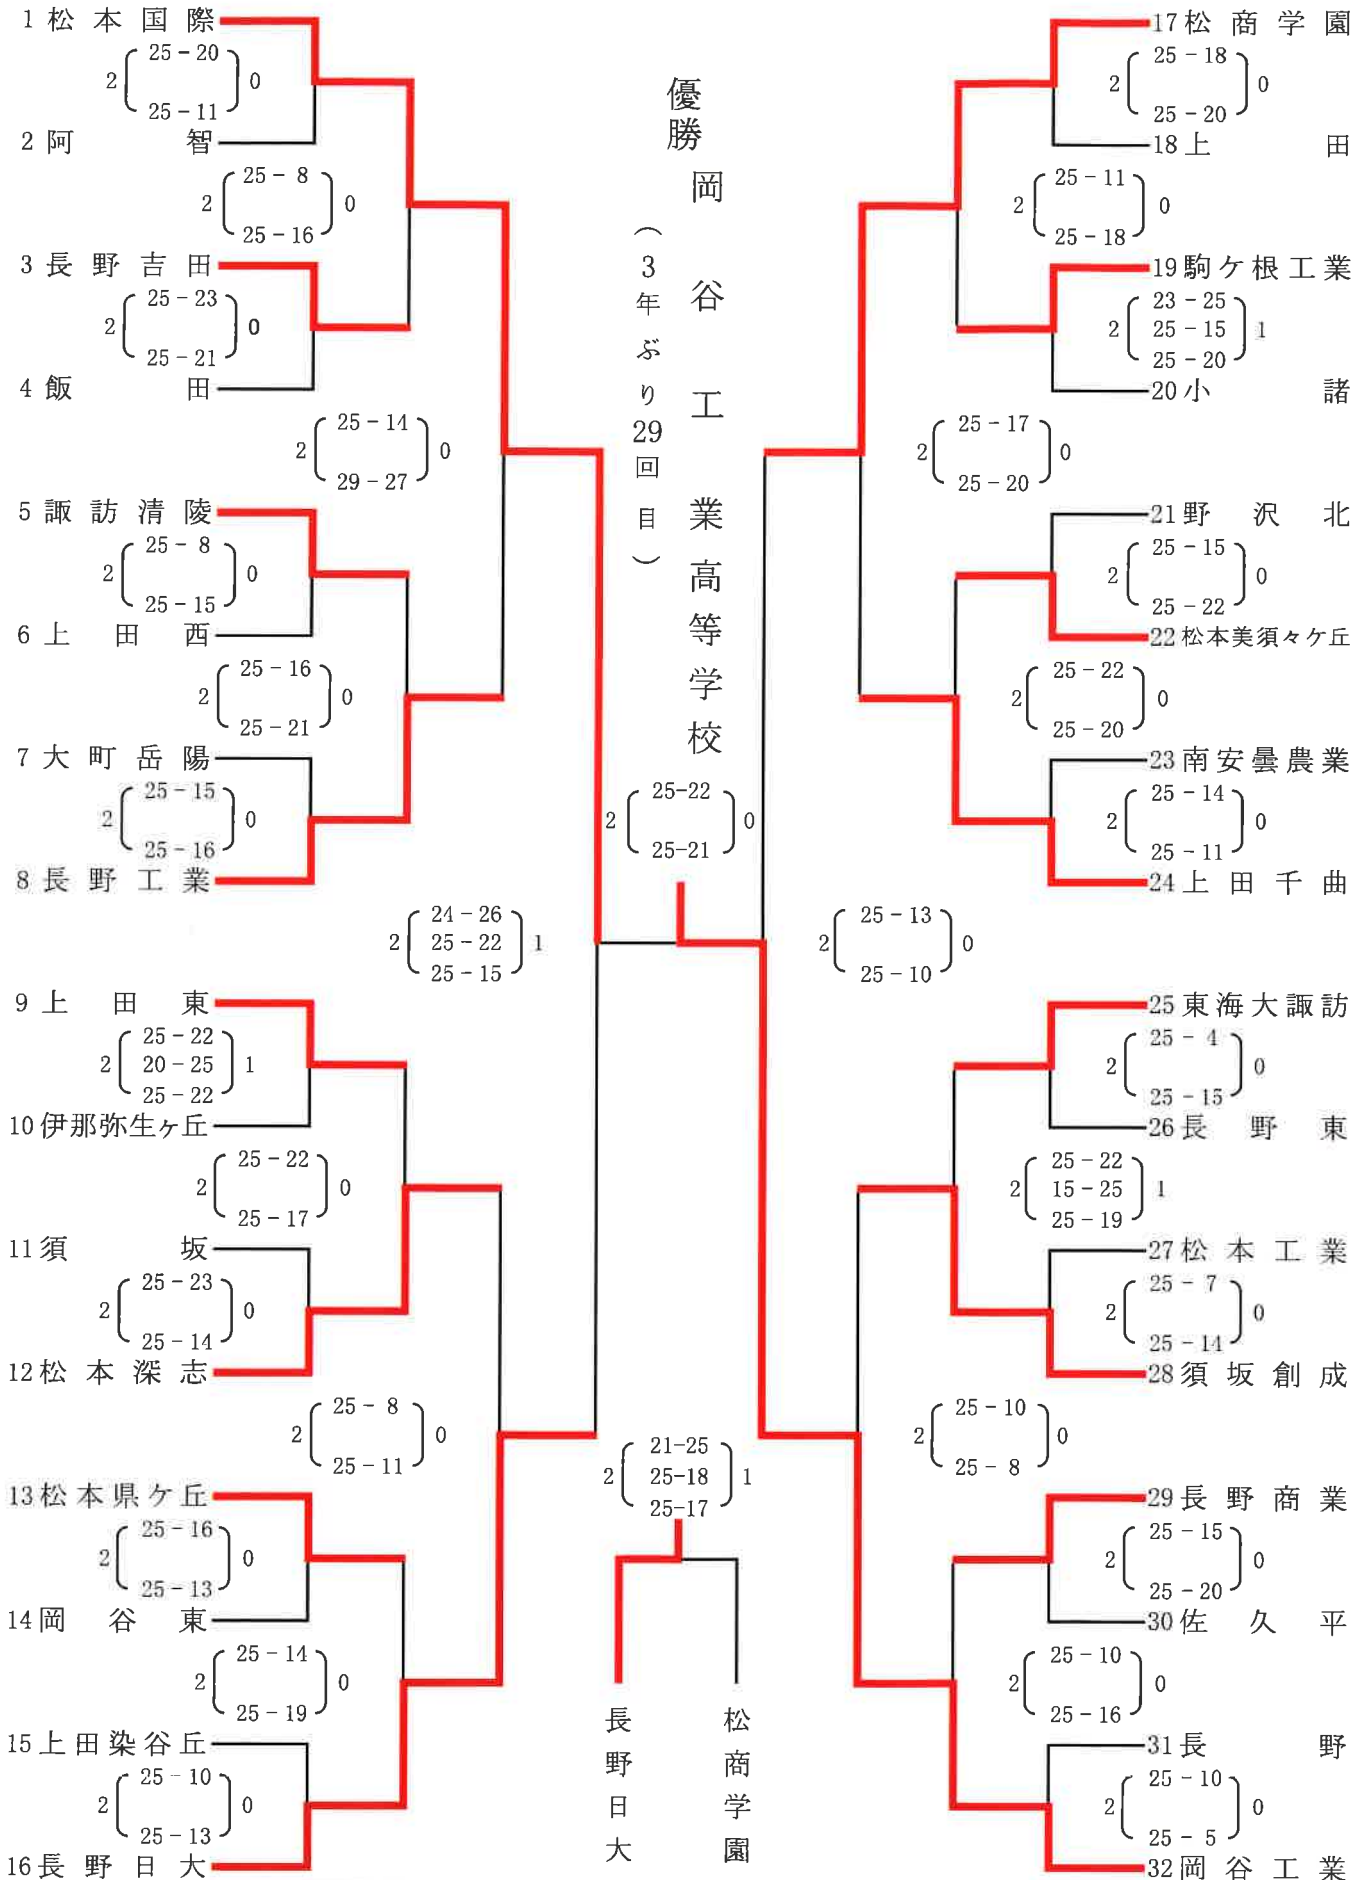 1 松本国際
2 ( 25－20 25－11 ) 0
2 阿智
2 ( 25－8 25－16 ) 0
3 長野吉田
2 ( 25－23 25－21 ) 0
4 飯田
2 ( 25－14 29－27 ) 0
5 諏訪清陵
2 ( 25－8 25－15 ) 0
6 上田西
2 ( 25－16 25－21 ) 0
7 大町岳陽
2 ( 25－15 25－16 ) 0
8 長野工業
2 ( 24－26 25－22 25－15 ) 1
9 上田東
2 ( 25－22 20－25 25－22 ) 1
10 伊那弥生ヶ丘
2 ( 25－22 25－17 ) 0
11 須坂
2 ( 25－23 25－14 ) 0
12 松本深志
2 ( 25－8 25－11 ) 0
13 松本県ケ丘
2 ( 25－16 25－13 ) 0
14 岡谷東
2 ( 25－14 25－19 ) 0
15 上田染谷丘
2 ( 25－10 25－13 ) 0
16 長野日大
優勝 岡谷工業高等学校
（3年ぶり29回目）
2 ( 25-22 25-21 ) 0
2 ( 21-25 25-18 25-17 ) 1
長野日大
松商学園
17 松商学園
2 ( 25－18 25－20 ) 0
18 上田
2 ( 25－11 25－18 ) 0
19 駒ケ根工業
2 ( 23－25 25－15 25－20 ) 1
20 小諸
2 ( 25－17 25－20 ) 0
21 野沢北
2 ( 25－15 25－22 ) 0
22 松本美須々ケ丘
2 ( 25－22 25－20 ) 0
23 南安曇農業
2 ( 25－14 25－11 ) 0
24 上田千曲
2 ( 25－13 25－10 ) 0
25 東海大諏訪
2 ( 25－4 25－15 ) 0
26 長野東
2 ( 25－22 15－25 25－19 ) 1
27 松本工業
2 ( 25－7 25－14 ) 0
28 須坂創成
2 ( 25－10 25－8 ) 0
29 長野商業
2 ( 25－15 25－20 ) 0
30 佐久平
2 ( 25－10 25－16 ) 0
31 長野
2 ( 25－10 25－5 ) 0
32 岡谷工業